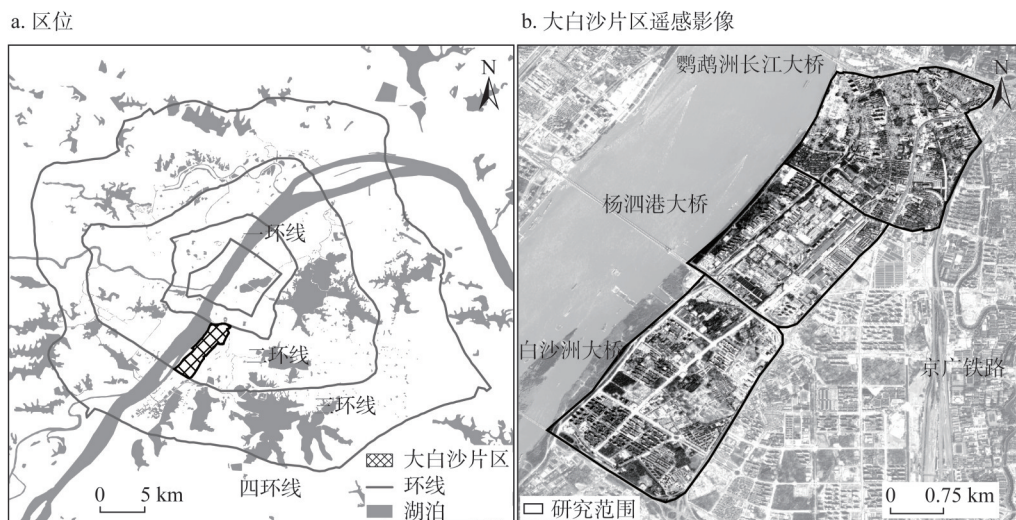 a. 区位
N
一环线
二环线
三环线
四环线
大白沙片区
环线
湖泊
0 5 km
b. 大白沙片区遥感影像
N
鹦鹉洲长江大桥
杨泗港大桥
白沙洲大桥
京广铁路
研究范围
0 0.75 km